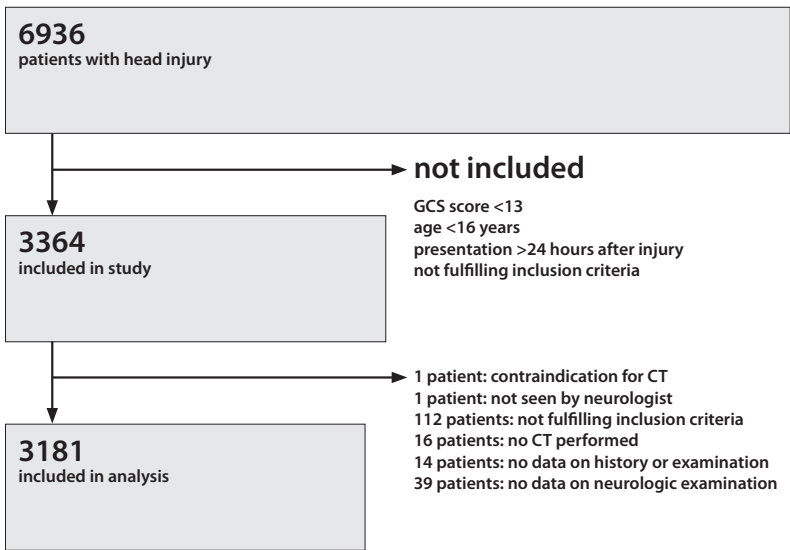 6936
patients with head injury
not included
GCS score <13
age <16 years
presentation >24 hours after injury
not fulfilling inclusion criteria
3364
included in study
1 patient: contraindication for CT
1 patient: not seen by neurologist
112 patients: not fulfilling inclusion criteria
16 patients: no CT performed
14 patients: no data on history or examination
39 patients: no data on neurologic examination
3181
included in analysis